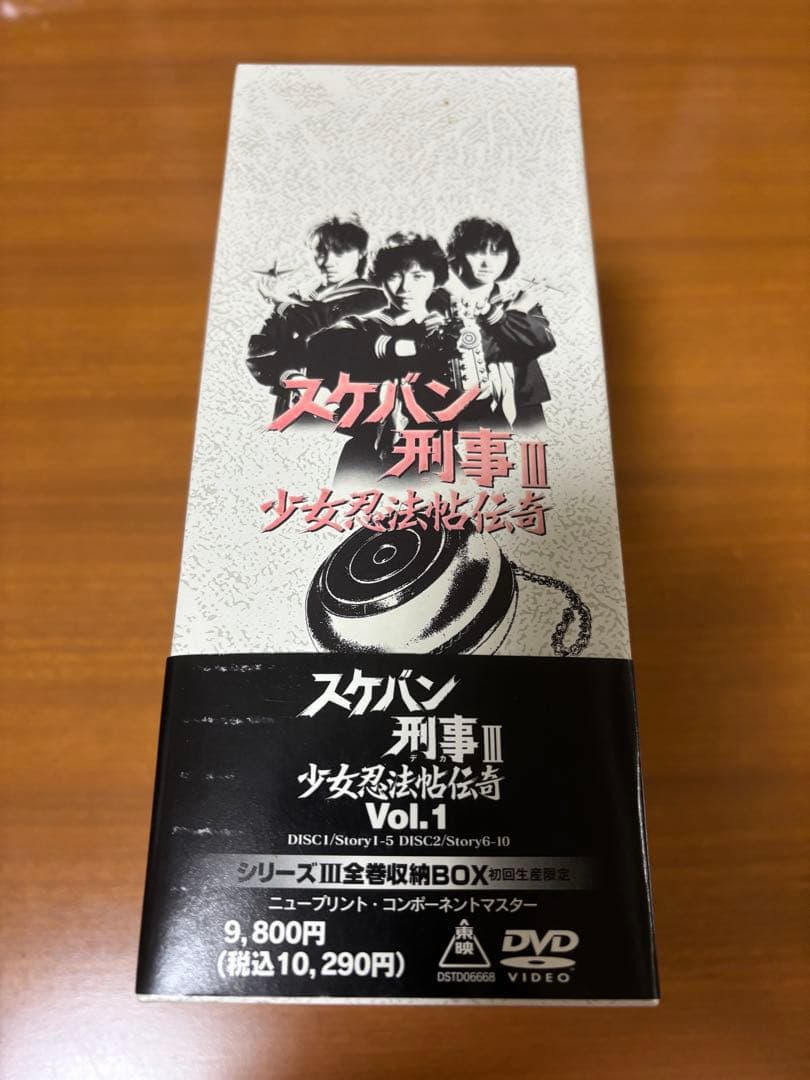 スケバン
刑事III
少女忍法帖伝奇
スケバン
刑事III
デカ
少女忍法帖伝奇
Vol.1
DISC1/Story1-5 DISC2/Story6-10
シリーズIII全巻収納BOX初回生産限定
ニュープリント・コンポーネントマスター
9,800円
(税込10,290円)
東映
DSTD06668
DVD
VIDEO™